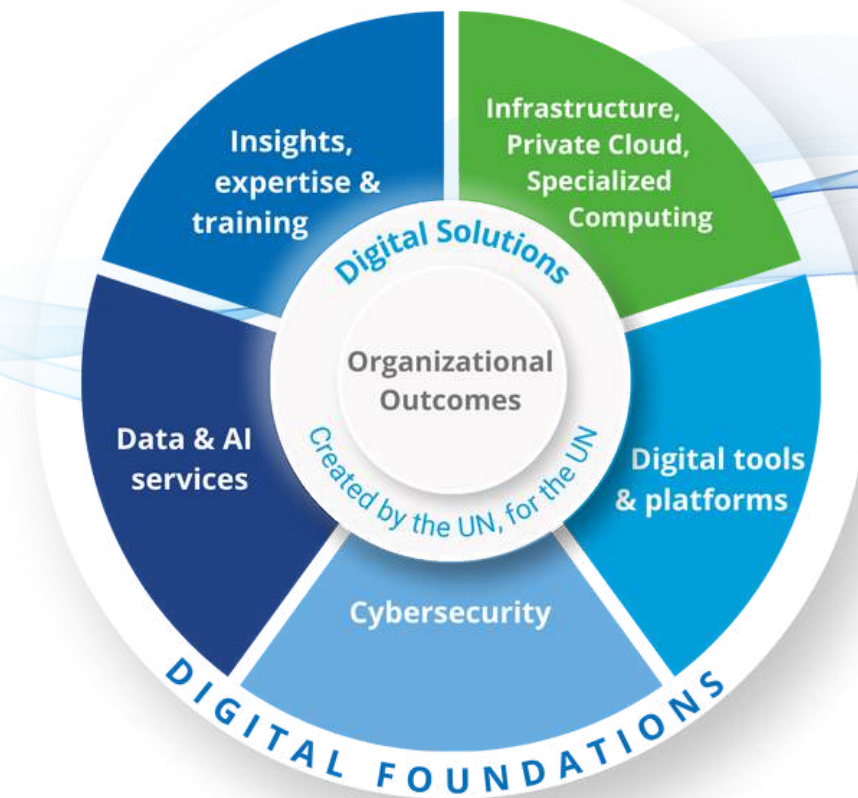 Insights,
expertise &
training
Infrastructure,
Private Cloud,
Specialized
Computing
Digital Solutions
Organizational
Outcomes
Created by the UN, for the UN
Data & AI
services
Digital tools
& platforms
Cybersecurity
DIGITAL FOUNDATIONS